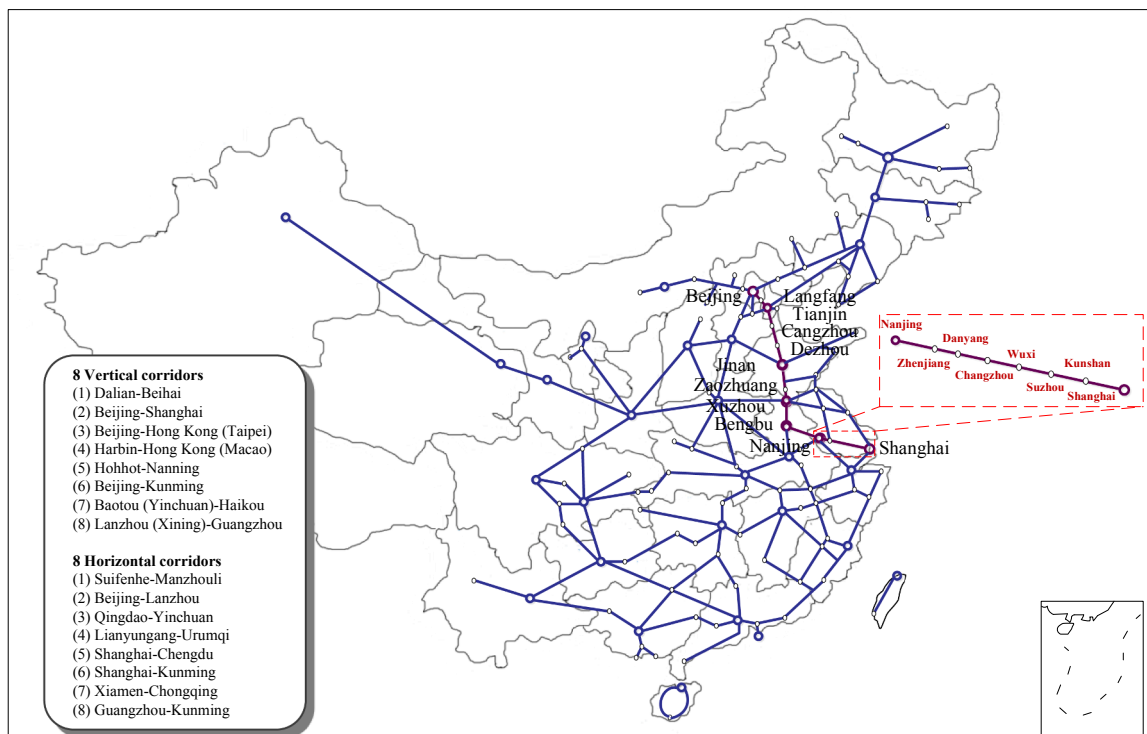 Beijing
Langfang
Tianjin
Cangzhou
Dezhou
Jinan
Zaozhuang
Xuzhou
Bengbu
Nanjing
Shanghai
Nanjing
Danyang
Zhenjiang
Wuxi
Changzhou
Kunshan
Suzhou
Shanghai
8 Vertical corridors
(1) Dalian-Beihai
(2) Beijing-Shanghai
(3) Beijing-Hong Kong (Taipei)
(4) Harbin-Hong Kong (Macao)
(5) Hohhot-Nanning
(6) Beijing-Kunming
(7) Baotou (Yinchuan)-Haikou
(8) Lanzhou (Xining)-Guangzhou
8 Horizontal corridors
(1) Suifenhe-Manzhouli
(2) Beijing-Lanzhou
(3) Qingdao-Yinchuan
(4) Lianyungang-Urumqi
(5) Shanghai-Chengdu
(6) Shanghai-Kunming
(7) Xiamen-Chongqing
(8) Guangzhou-Kunming